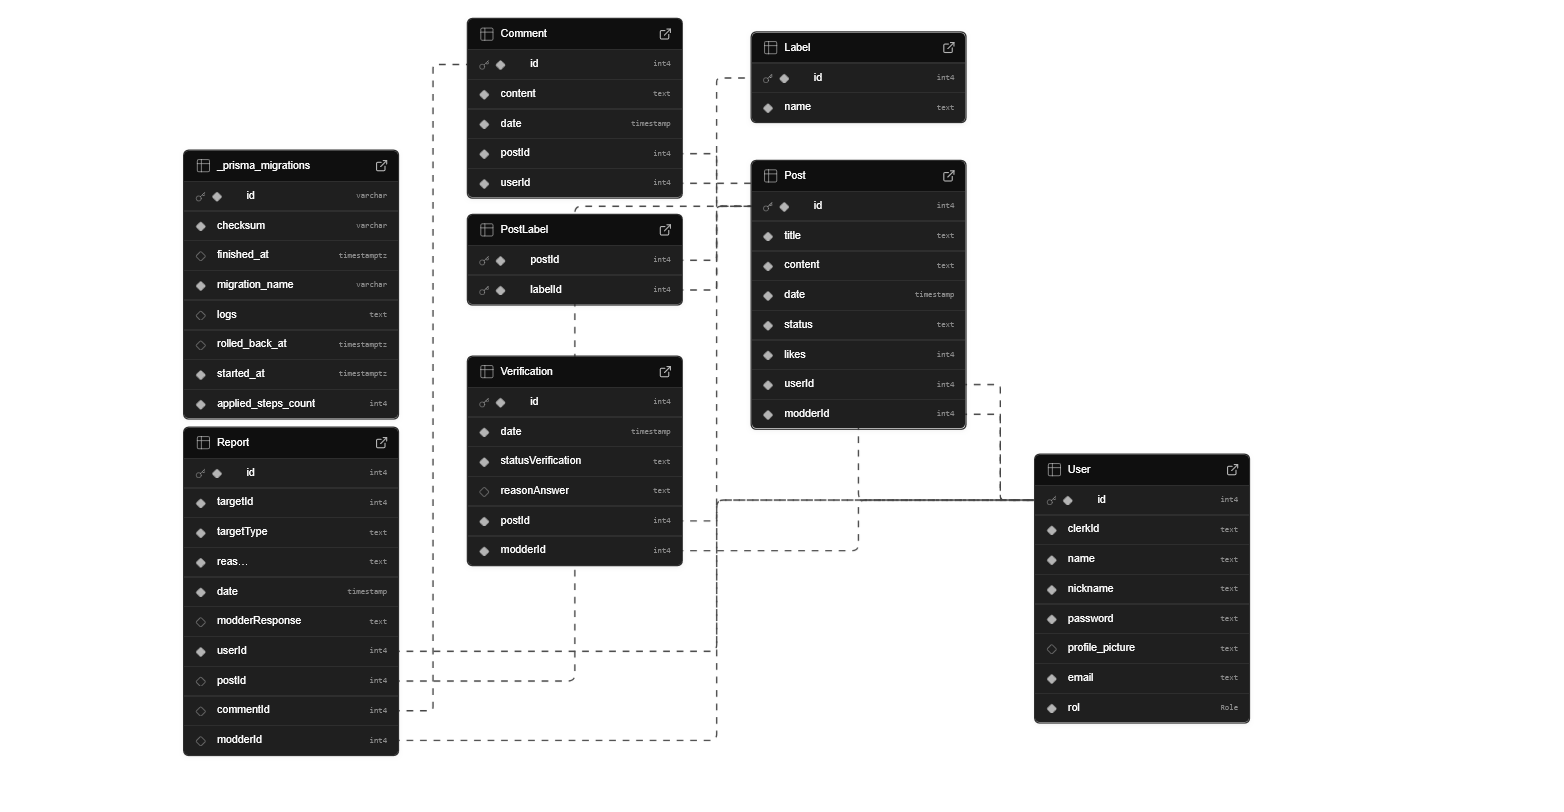 _prisma_migrations
id varchar
checksum varchar
finished_at timestamptz
migration_name varchar
logs text
rolled_back_at timestamptz
started_at timestamptz
applied_steps_count int4
Report
id int4
targetId int4
targetType text
reas... text
date timestamp
modderResponse text
userId int4
postId int4
commentId int4
modderId int4
Comment
id int4
content text
date timestamp
postId int4
userId int4
PostLabel
postId int4
labelId int4
Verification
id int4
date timestamp
statusVerification text
reasonAnswer text
postId int4
modderId int4
Label
id int4
name text
Post
id int4
title text
content text
date timestamp
status text
likes int4
userId int4
modderId int4
User
id int4
clerkId text
name text
nickname text
password text
profile_picture text
email text
rol Role